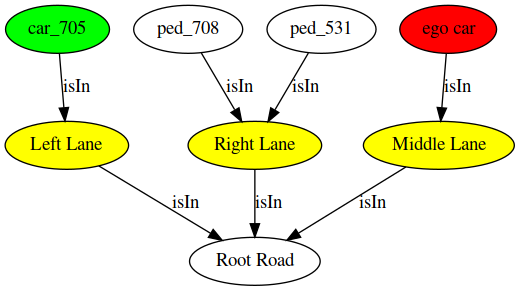 car_705
ped_708
ped_531
ego car
isIn
isIn
isIn
isIn
Left Lane
Right Lane
Middle Lane
isIn
isIn
isIn
Root Road